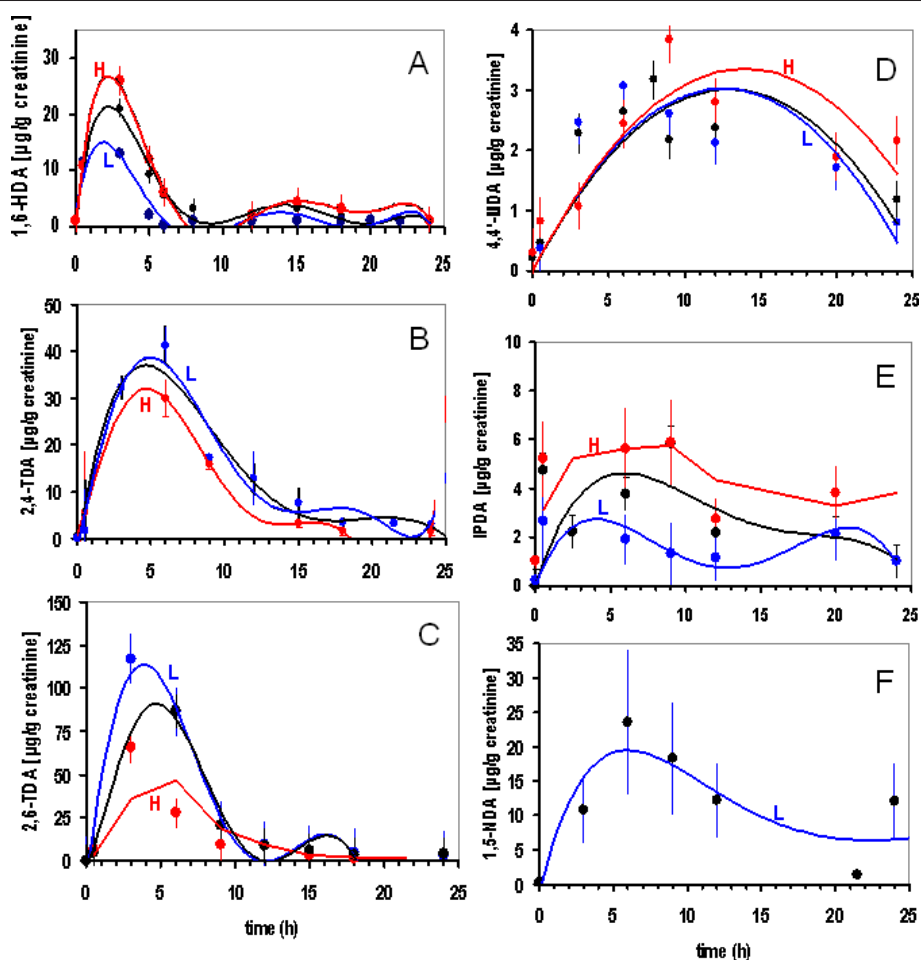 1,6-HDA [µg/g creatinine]
30
20
10
0
A
H
L
0 5 10 15 20 25
2,4-TDA [µg/g creatinine]
50
40
30
20
10
0
B
L
H
0 5 10 15 20 25
2,6-TDA [µg/g creatinine]
150
125
100
75
50
25
0
C
L
H
0 5 10 15 20 25
time (h)
4,4'-MDA [µg/g creatinine]
4
3
2
1
0
D
H
L
0 5 10 15 20 25
IPDA [µg/g creatinine]
10
8
6
4
2
0
E
H
L
0 5 10 15 20 25
1,5-NDA [µg/g creatinine]
35
30
25
20
15
10
5
0
F
L
0 5 10 15 20 25
time (h)